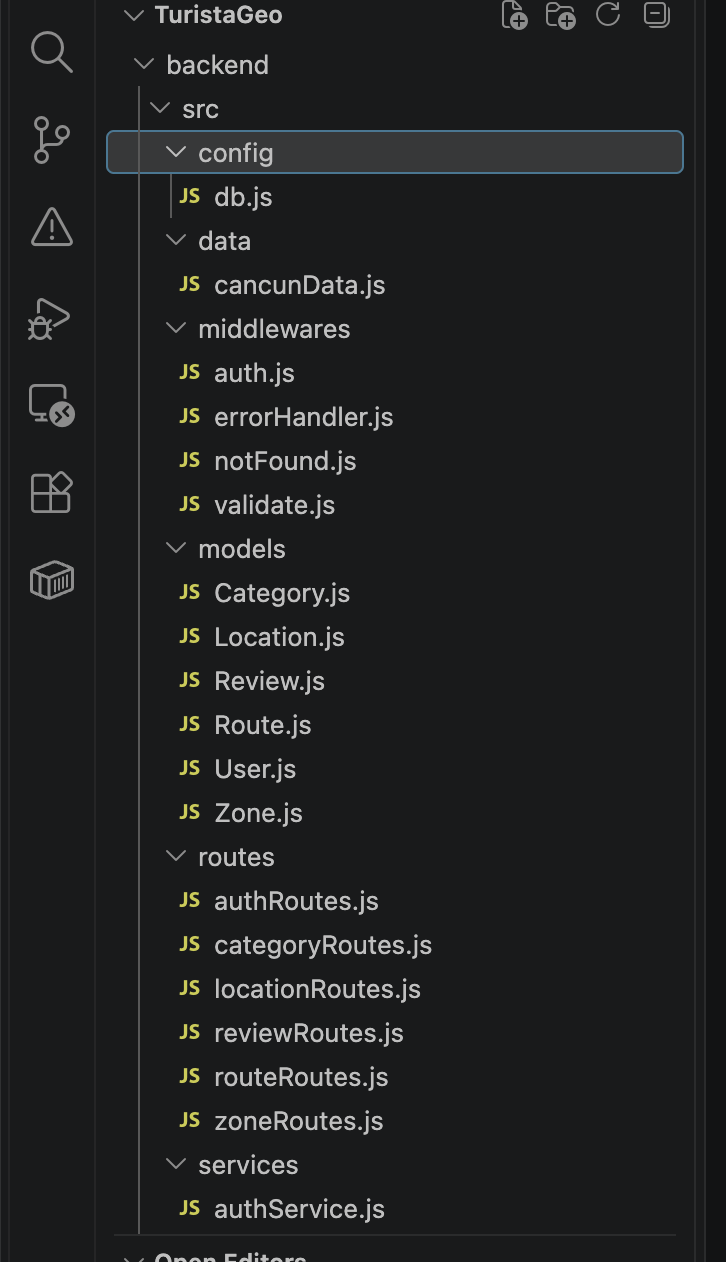 TuristaGeo
backend
src
config
JS db.js
data
JS cancunData.js
middlewares
JS auth.js
JS errorHandler.js
JS notFound.js
JS validate.js
models
JS Category.js
JS Location.js
JS Review.js
JS Route.js
JS User.js
JS Zone.js
routes
JS authRoutes.js
JS categoryRoutes.js
JS locationRoutes.js
JS reviewRoutes.js
JS routeRoutes.js
JS zoneRoutes.js
services
JS authService.js
Open Editors